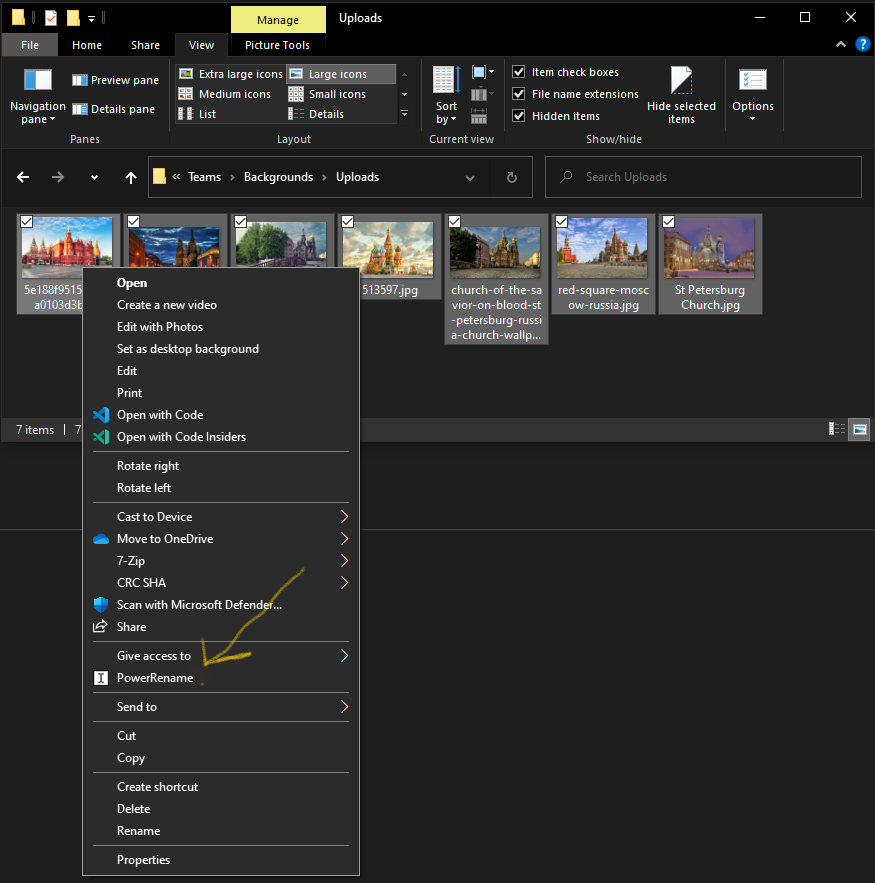 Manage
Uploads
File
Home
Share
View
Picture Tools
Navigation
pane
Preview pane
Details pane
Extra large icons
Large icons
Medium icons
Small icons
List
Details
Sort
by
Item check boxes
File name extensions
Hidden items
Hide selected
items
Options
Panes
Layout
Current view
Show/hide
« Teams > Backgrounds > Uploads
Search Uploads
5e188f9515
a0103d3b
513597.jpg
church-of-the-sa
vior-on-blood-st
-petersburg-russi
a-church-wallp...
red-square-mosc
ow-russia.jpg
St Petersburg
Church.jpg
Open
Create a new video
Edit with Photos
Set as desktop background
Edit
Print
Open with Code
Open with Code Insiders
Rotate right
Rotate left
Cast to Device
Move to OneDrive
7-Zip
CRC SHA
Scan with Microsoft Defender...
Share
Give access to
PowerRename
Send to
Cut
Copy
Create shortcut
Delete
Rename
Properties
7 items
7